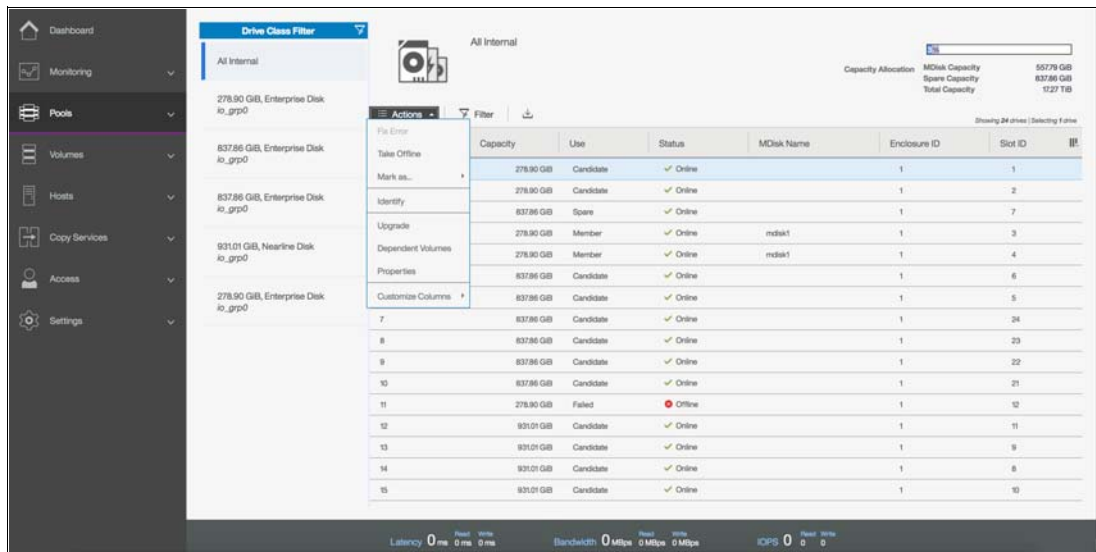 Dashboard
Monitoring
Pools
Volumes
Hosts
Copy Services
Access
Settings
Drive Class Filter
All Internal
278.90 GiB, Enterprise Disk
io_grp0
837.86 GiB, Enterprise Disk
io_grp0
837.86 GiB, Enterprise Disk
io_grp0
931.01 GiB, Nearline Disk
io_grp0
278.90 GiB, Enterprise Disk
io_grp0
All Internal
3%
Capacity Allocation
MDisk Capacity 557.79 GiB
Spare Capacity 837.86 GiB
Total Capacity 17.27 TiB
Actions Filter
Showing 24 drives | Selecting 1 drive
Fix Error
Take Offline
Mark as...
Identify
Upgrade
Dependent Volumes
Properties
Customize Columns
Capacity Use Status MDisk Name Enclosure ID Slot ID
278.90 GiB Candidate Online 1 1
278.90 GiB Candidate Online 1 2
837.86 GiB Spare Online 1 7
278.90 GiB Member Online mdisk1 1 3
278.90 GiB Member Online mdisk1 1 4
837.86 GiB Candidate Online 1 6
837.86 GiB Candidate Online 1 5
7 837.86 GiB Candidate Online 1 24
8 837.86 GiB Candidate Online 1 23
9 837.86 GiB Candidate Online 1 22
10 837.86 GiB Candidate Online 1 21
11 278.90 GiB Failed Offline 1 12
12 931.01 GiB Candidate Online 1 11
13 931.01 GiB Candidate Online 1 9
14 931.01 GiB Candidate Online 1 8
15 931.01 GiB Candidate Online 1 10
Latency 0 ms Read 0 ms Write 0 ms
Bandwidth 0 MBps Read 0 MBps Write 0 MBps
IOPS 0 Read 0 Write 0